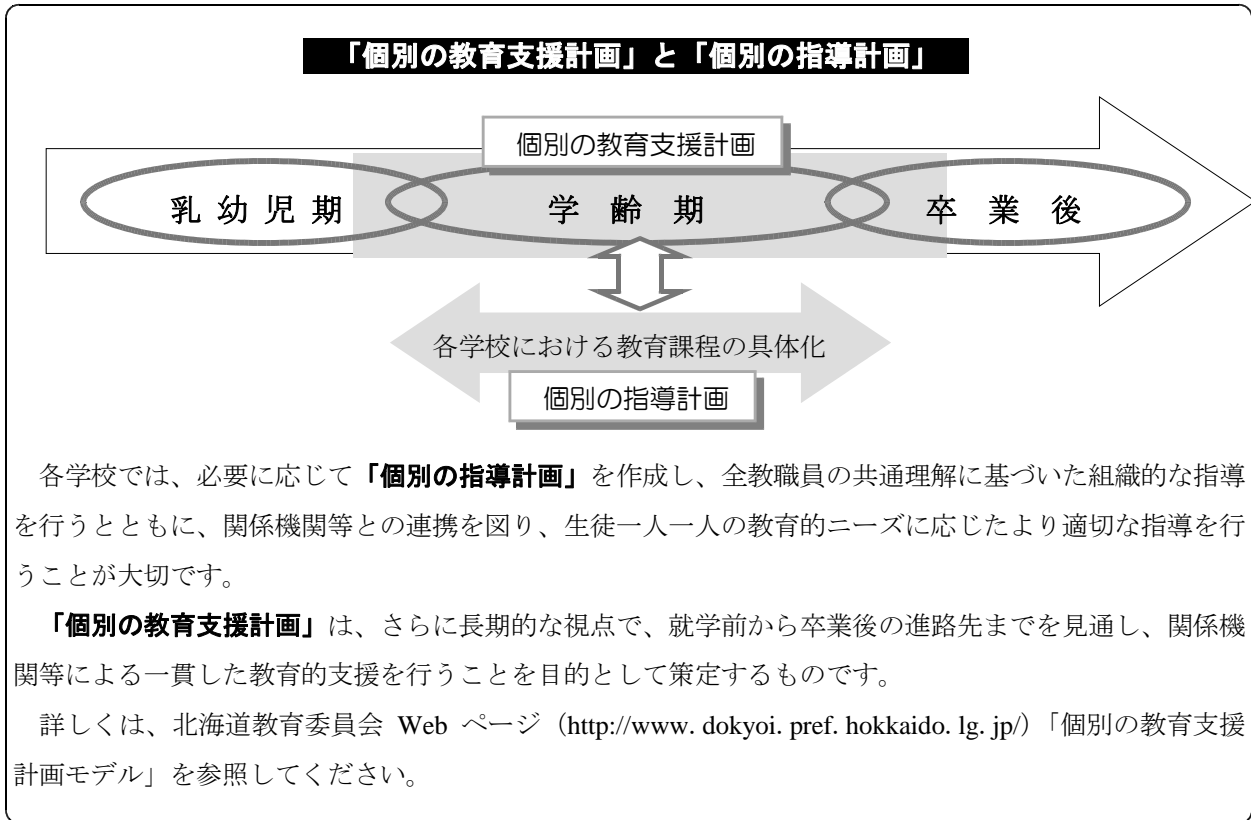 「個別の教育支援計画」と「個別の指導計画」
個別の教育支援計画
乳幼児期
学齢期
卒業後
各学校における教育課程の具体化
個別の指導計画
各学校では、必要に応じて「個別の指導計画」を作成し、全教職員の共通理解に基づいた組織的な指導
を行うとともに、関係機関等との連携を図り、生徒一人一人の教育的ニーズに応じたより適切な指導を行
うことが大切です。
「個別の教育支援計画」は、さらに長期的な視点で、就学前から卒業後の進路先までを見通し、関係機
関等による一貫した教育的支援を行うことを目的として策定するものです。
詳しくは、北海道教育委員会 Web ページ（http://www. dokyoi. pref. hokkaido. lg. jp/）「個別の教育支援
計画モデル」を参照してください。